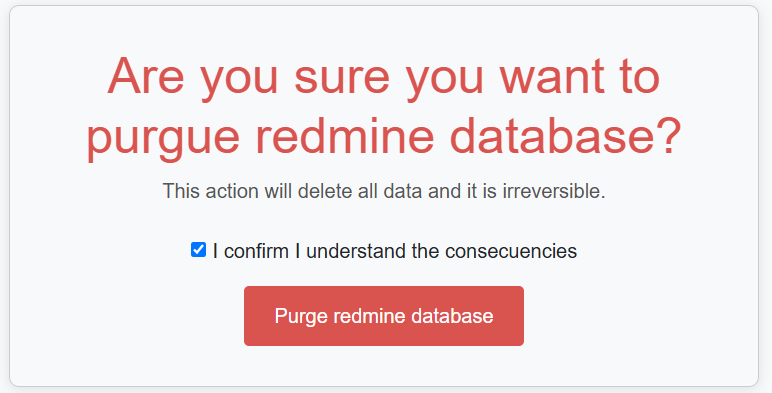 Are you sure you want to
purgue redmine database?
This action will delete all data and it is irreversible.
I confirm I understand the consecuencies
Purge redmine database